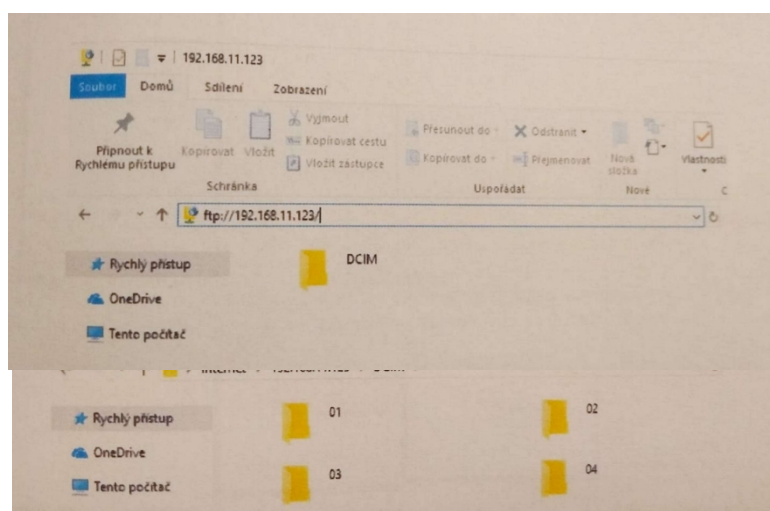 192.168.11.123
Soubor Domů Sdílení Zobrazení
Připnout k Rychlému přístupu
Kopírovat
Vložit
Vyjmout
Kopírovat cestu
Vložit zástupce
Schránka
Přesunout do
Kopírovat do
Odstranit
Přejmenovat
Uspořádat
Nová složka
Nové
Vlastnosti
ftp://192.168.11.123/
Rychlý přístup
OneDrive
Tento počítač
DCIM
Rychlý přístup
OneDrive
Tento počítač
01
02
03
04